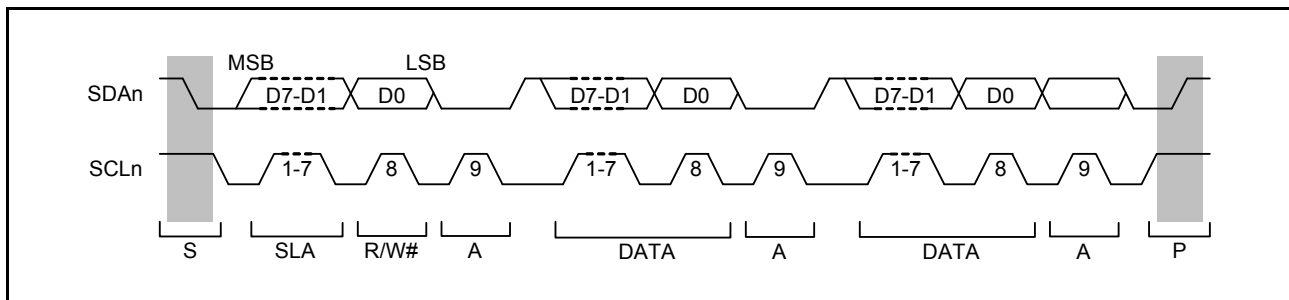 MSB LSB
SDAn D7-D1 D0 D7-D1 D0 D7-D1 D0
SCLn 1-7 8 9 1-7 8 9 1-7 8 9
S SLA R/W# A DATA A DATA A P